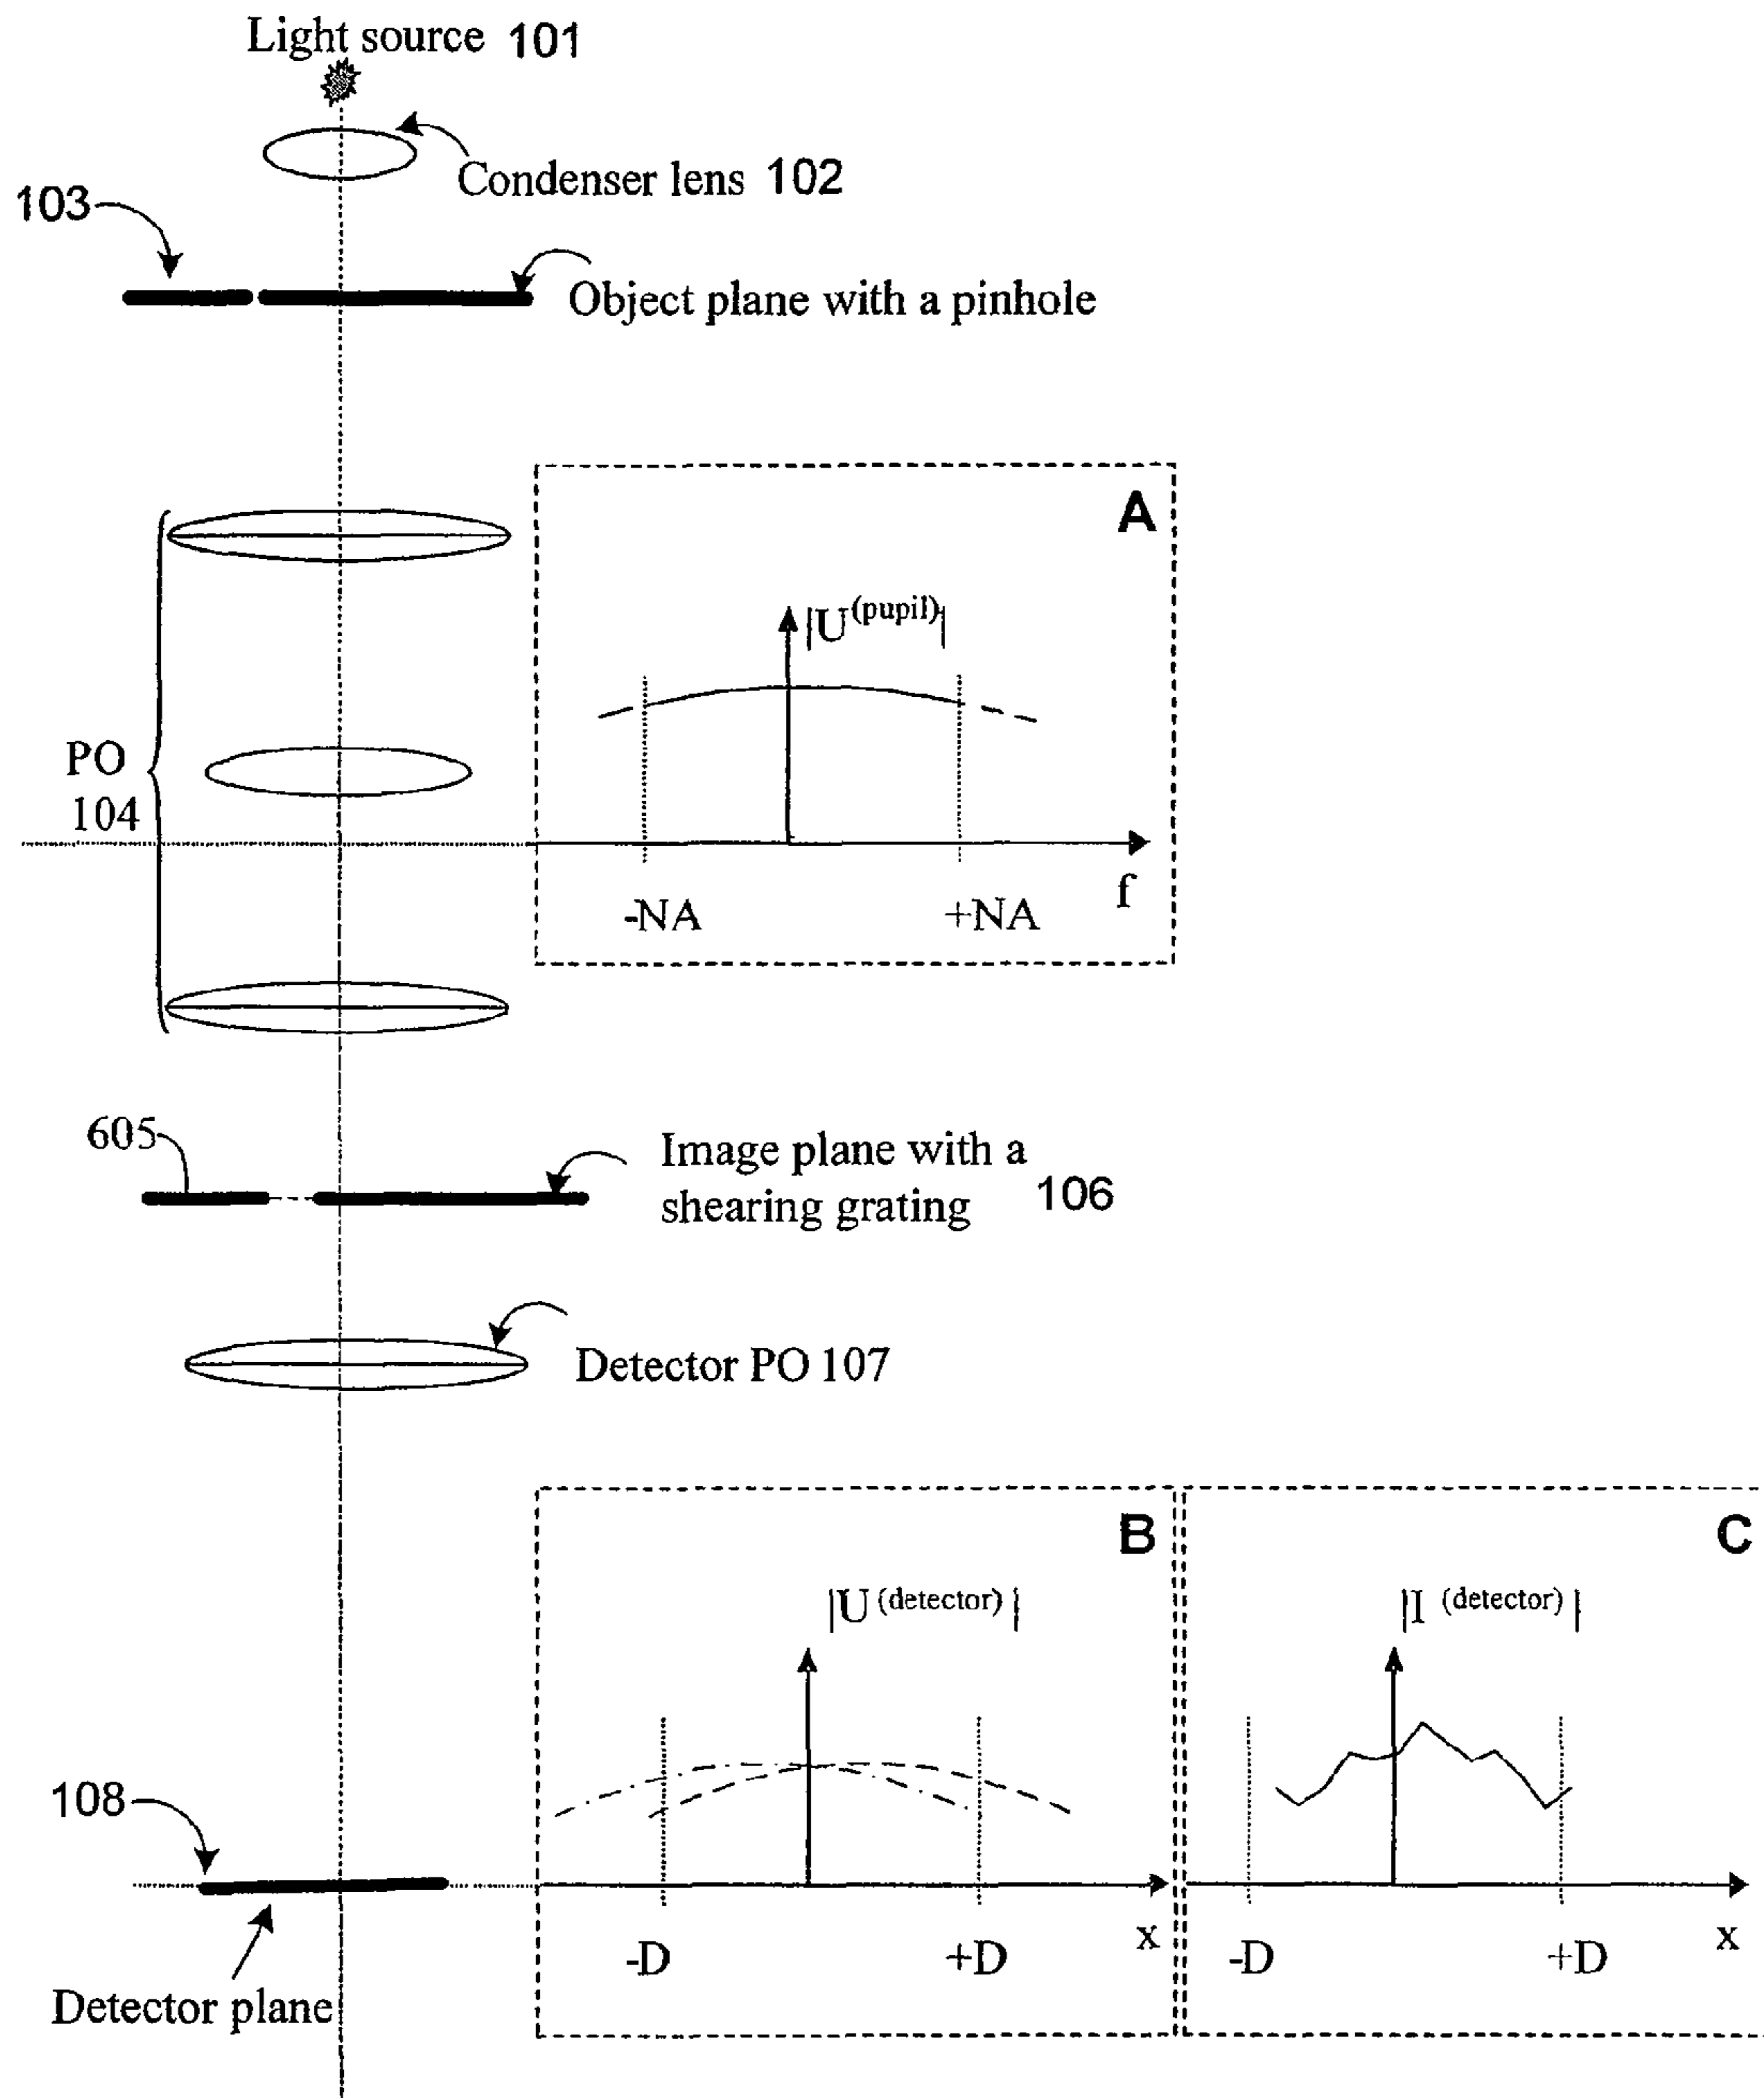 Light source 101
Condenser lens 102
103
Object plane with a pinhole
A
|U(pupil)|
PO
104
f
-NA
+NA
605
Image plane with a
shearing grating 106
Detector PO 107
B
C
|U (detector) |
|I (detector) |
108
x
x
-D
+D
-D
+D
Detector plane